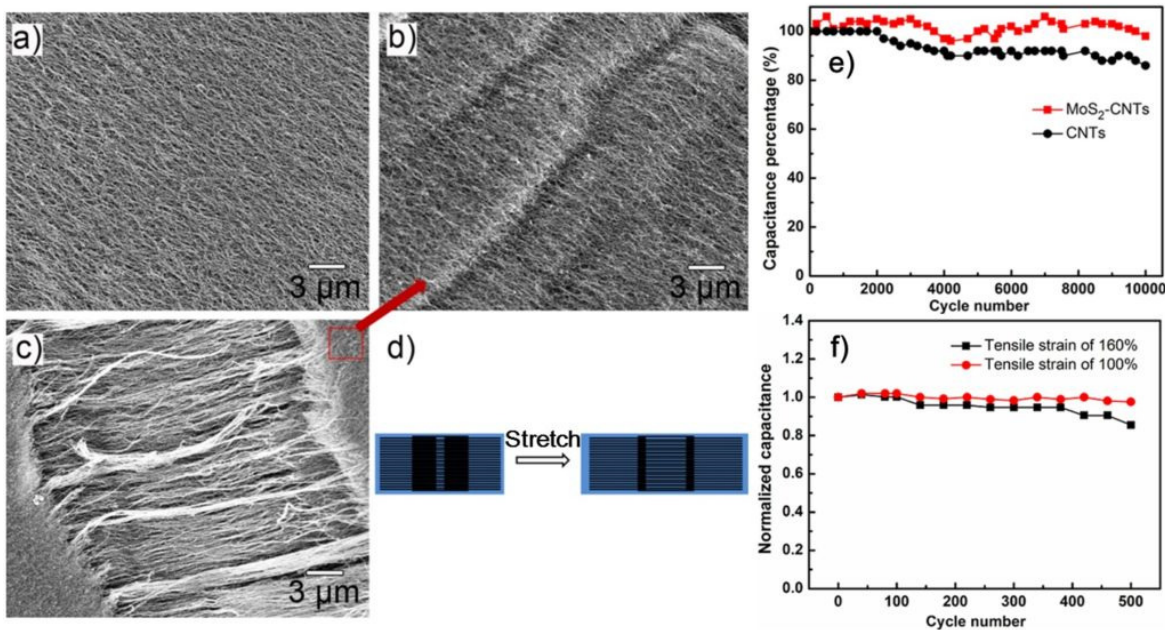 a)
3 µm
b)
3 µm
c)
3 µm
d)
Stretch
e)
Capacitance percentage (%)
100
80
60
40
20
0
MoS2-CNTs
CNTs
0 2000 4000 6000 8000 10000
Cycle number
f)
Normalized capacitance
1.4
1.2
1.0
0.8
0.6
0.4
0.2
0.0
Tensile strain of 160%
Tensile strain of 100%
0 100 200 300 400 500
Cycle number